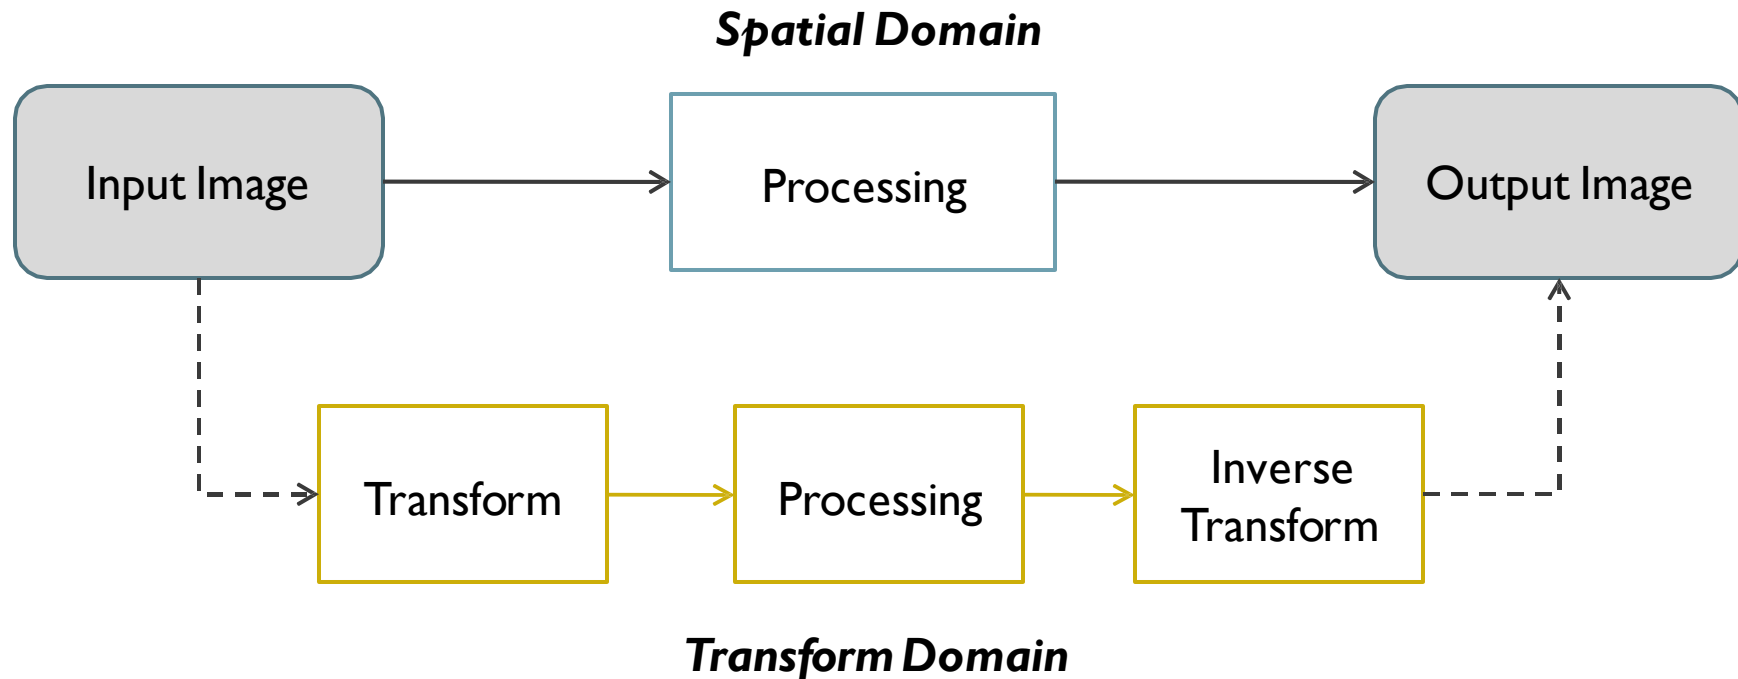 Spatial Domain
Input Image
Processing
Output Image
Transform
Processing
Inverse
Transform
Transform Domain